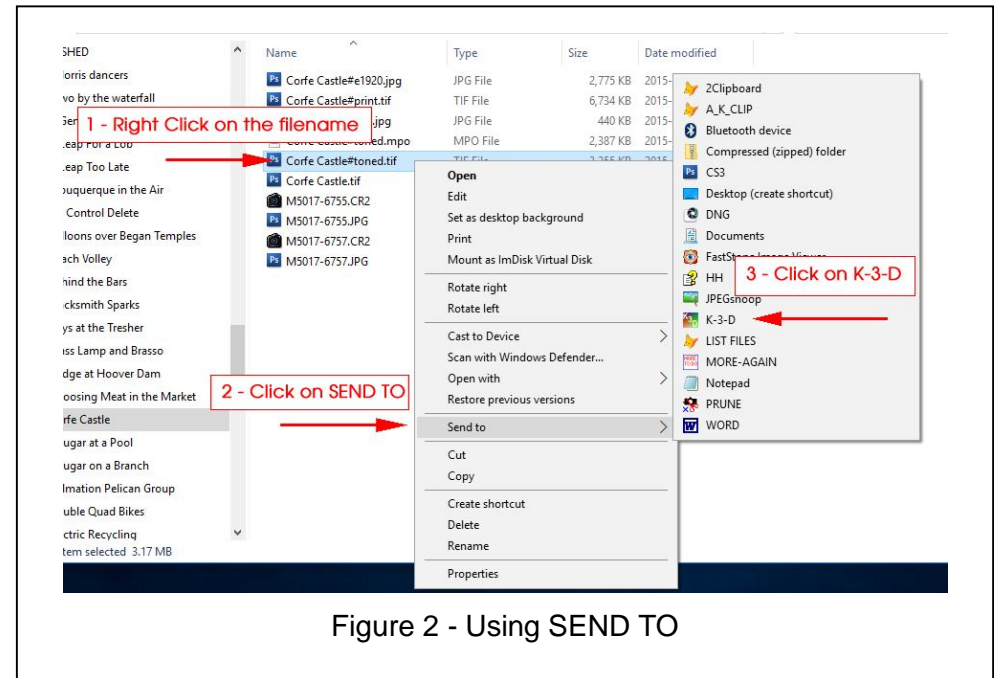 SHED
Name Type Size Date modified
orris dancers
Corfe Castle#e1920.jpg JPG File 2,775 KB 2015-
wo by the waterfall
Corfe Castle#print.tif TIF File 6,734 KB 2015-
1 - Right Click on the filename
.jpg JPG File 440 KB 2015-
MPO File 2,387 KB 2015-
eap Too Late
Corfe Castle#toned.tif
ouquerque in the Air
Corfe Castle.tif
Control Delete
M5017-6755.CR2
lloons over Began Temples
M5017-6755.JPG
ach Volley
M5017-6757.CR2
hind the Bars
M5017-6757.JPG
cksmith Sparks
ys at the Tresher
ass Lamp and Brasso
dge at Hoover Dam
oosing Meat in the Market
rfe Castle
ugar at a Pool
ugar on a Branch
lmation Pelican Group
uble Quad Bikes
ctric Recycling
tem selected 3.17 MB
Open
Edit
Set as desktop background
Print
Mount as ImDisk Virtual Disk
Rotate right
Rotate left
Cast to Device
Scan with Windows Defender...
Open with
Restore previous versions
2 - Click on SEND TO
Send to
Cut
Copy
Create shortcut
Delete
Rename
Properties
2Clipboard
A_K_CLIP
Bluetooth device
Compressed (zipped) folder
CS3
Desktop (create shortcut)
DNG
Documents
3 - Click on K-3-D
HH
JPEGsnoop
K-3-D
LIST FILES
MORE-AGAIN
Notepad
PRUNE
WORD
Figure 2 - Using SEND TO